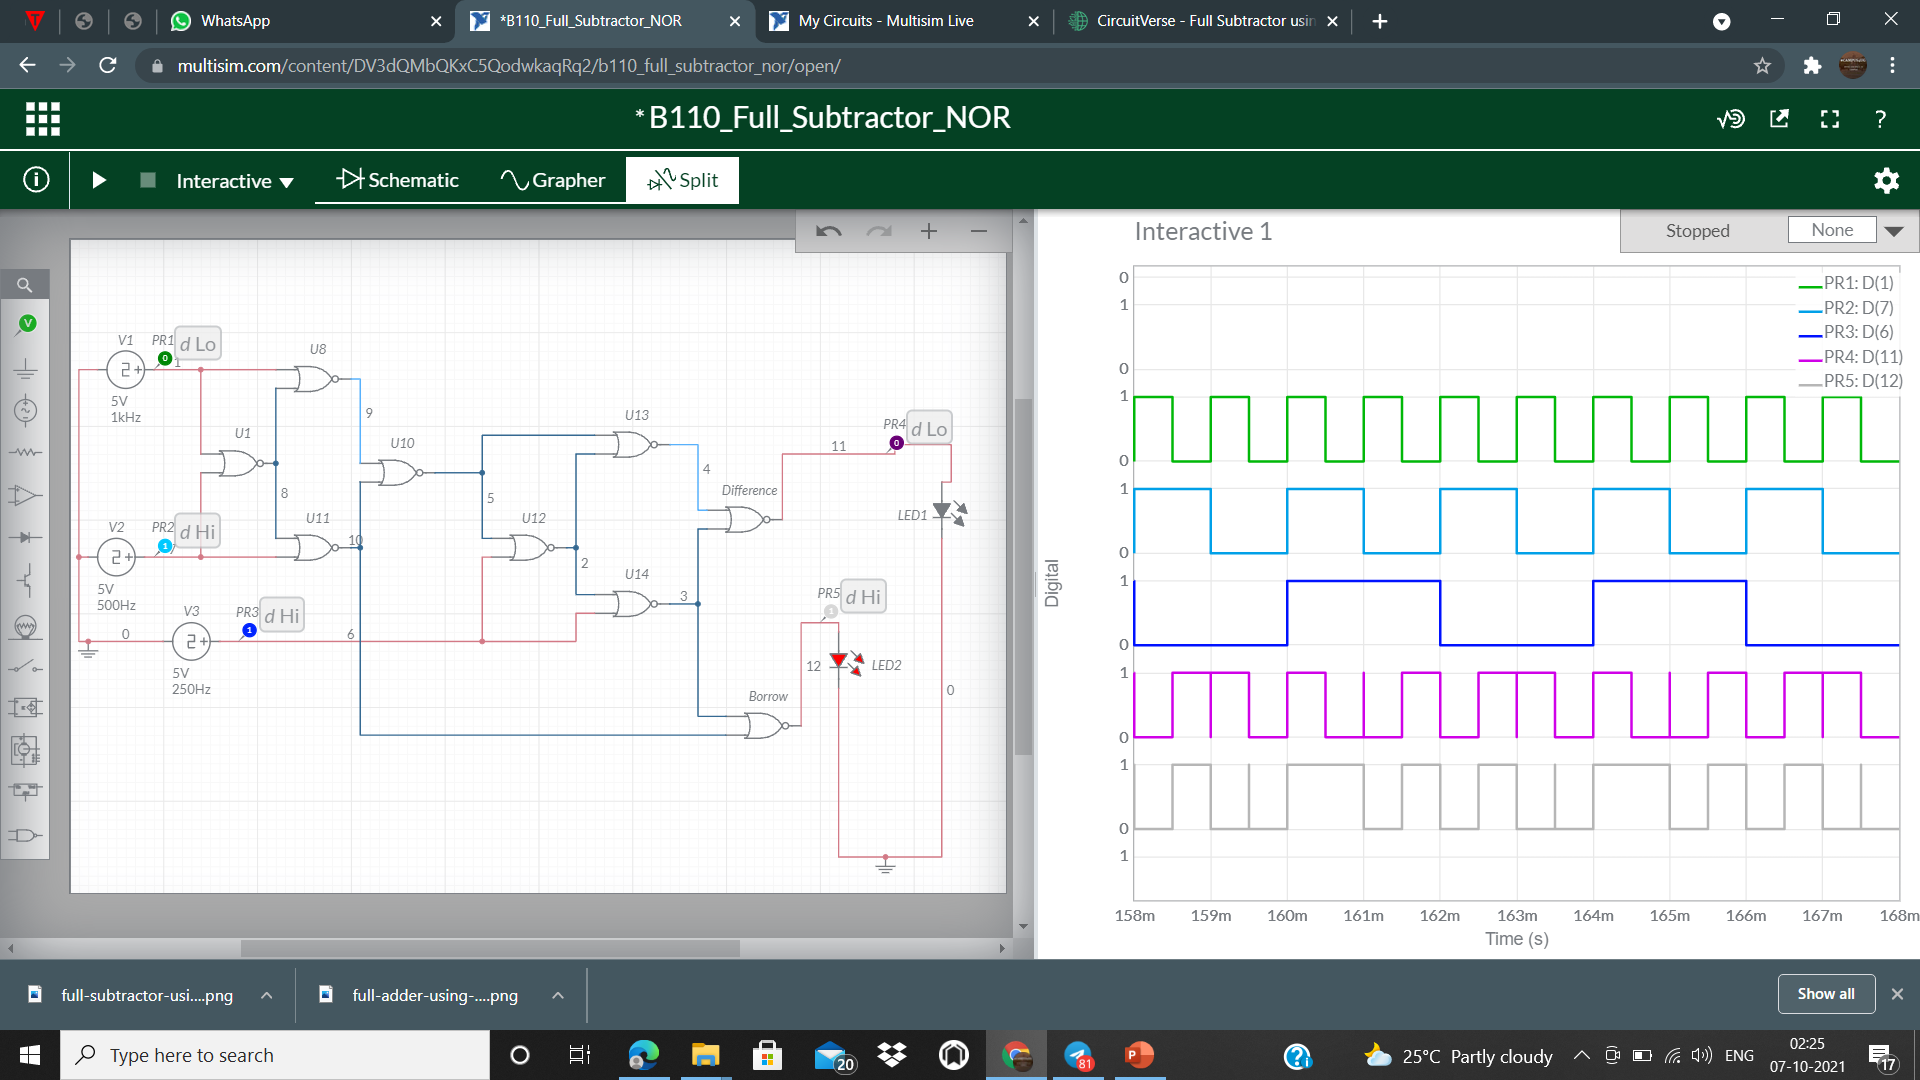 WhatsApp
*B110_Full_Subtractor_NOR
My Circuits - Multisim Live
CircuitVerse - Full Subtractor usin
multisim.com/content/DV3dQMbQKxC5QodwkaqRq2/b110_full_subtractor_nor/open/
*B110_Full_Subtractor_NOR
?
Interactive
Schematic
Grapher
Split
Interactive 1
Stopped
None
V1
PR1
d Lo
0
1
5V
1kHz
U8
9
U1
8
U10
U13
PR4
d Lo
0
11
4
5
Difference
LED1
V2
PR2
d Hi
1
5V
500Hz
U11
10
U12
2
U14
3
PR5
d Hi
1
V3
PR3
d Hi
1
0
6
5V
250Hz
12
LED2
Borrow
0
PR1: D(1)
PR2: D(7)
PR3: D(6)
PR4: D(11)
PR5: D(12)
0
1
0
1
0
1
0
1
0
1
0
1
0
1
Digital
158m 159m 160m 161m 162m 163m 164m 165m 166m 167m 168m
Time (s)
full-subtractor-usi....png
full-adder-using-....png
Show all
Type here to search
20
81
25°C Partly cloudy
ENG
02:25
07-10-2021
17